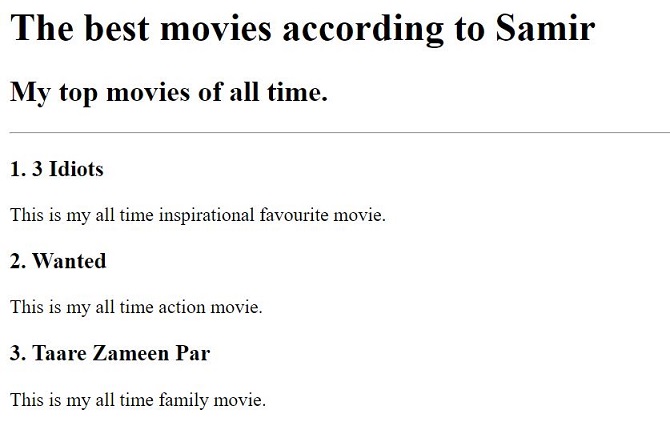 The best movies according to Samir
My top movies of all time.
1. 3 Idiots
This is my all time inspirational favourite movie.
2. Wanted
This is my all time action movie.
3. Taare Zameen Par
This is my all time family movie.